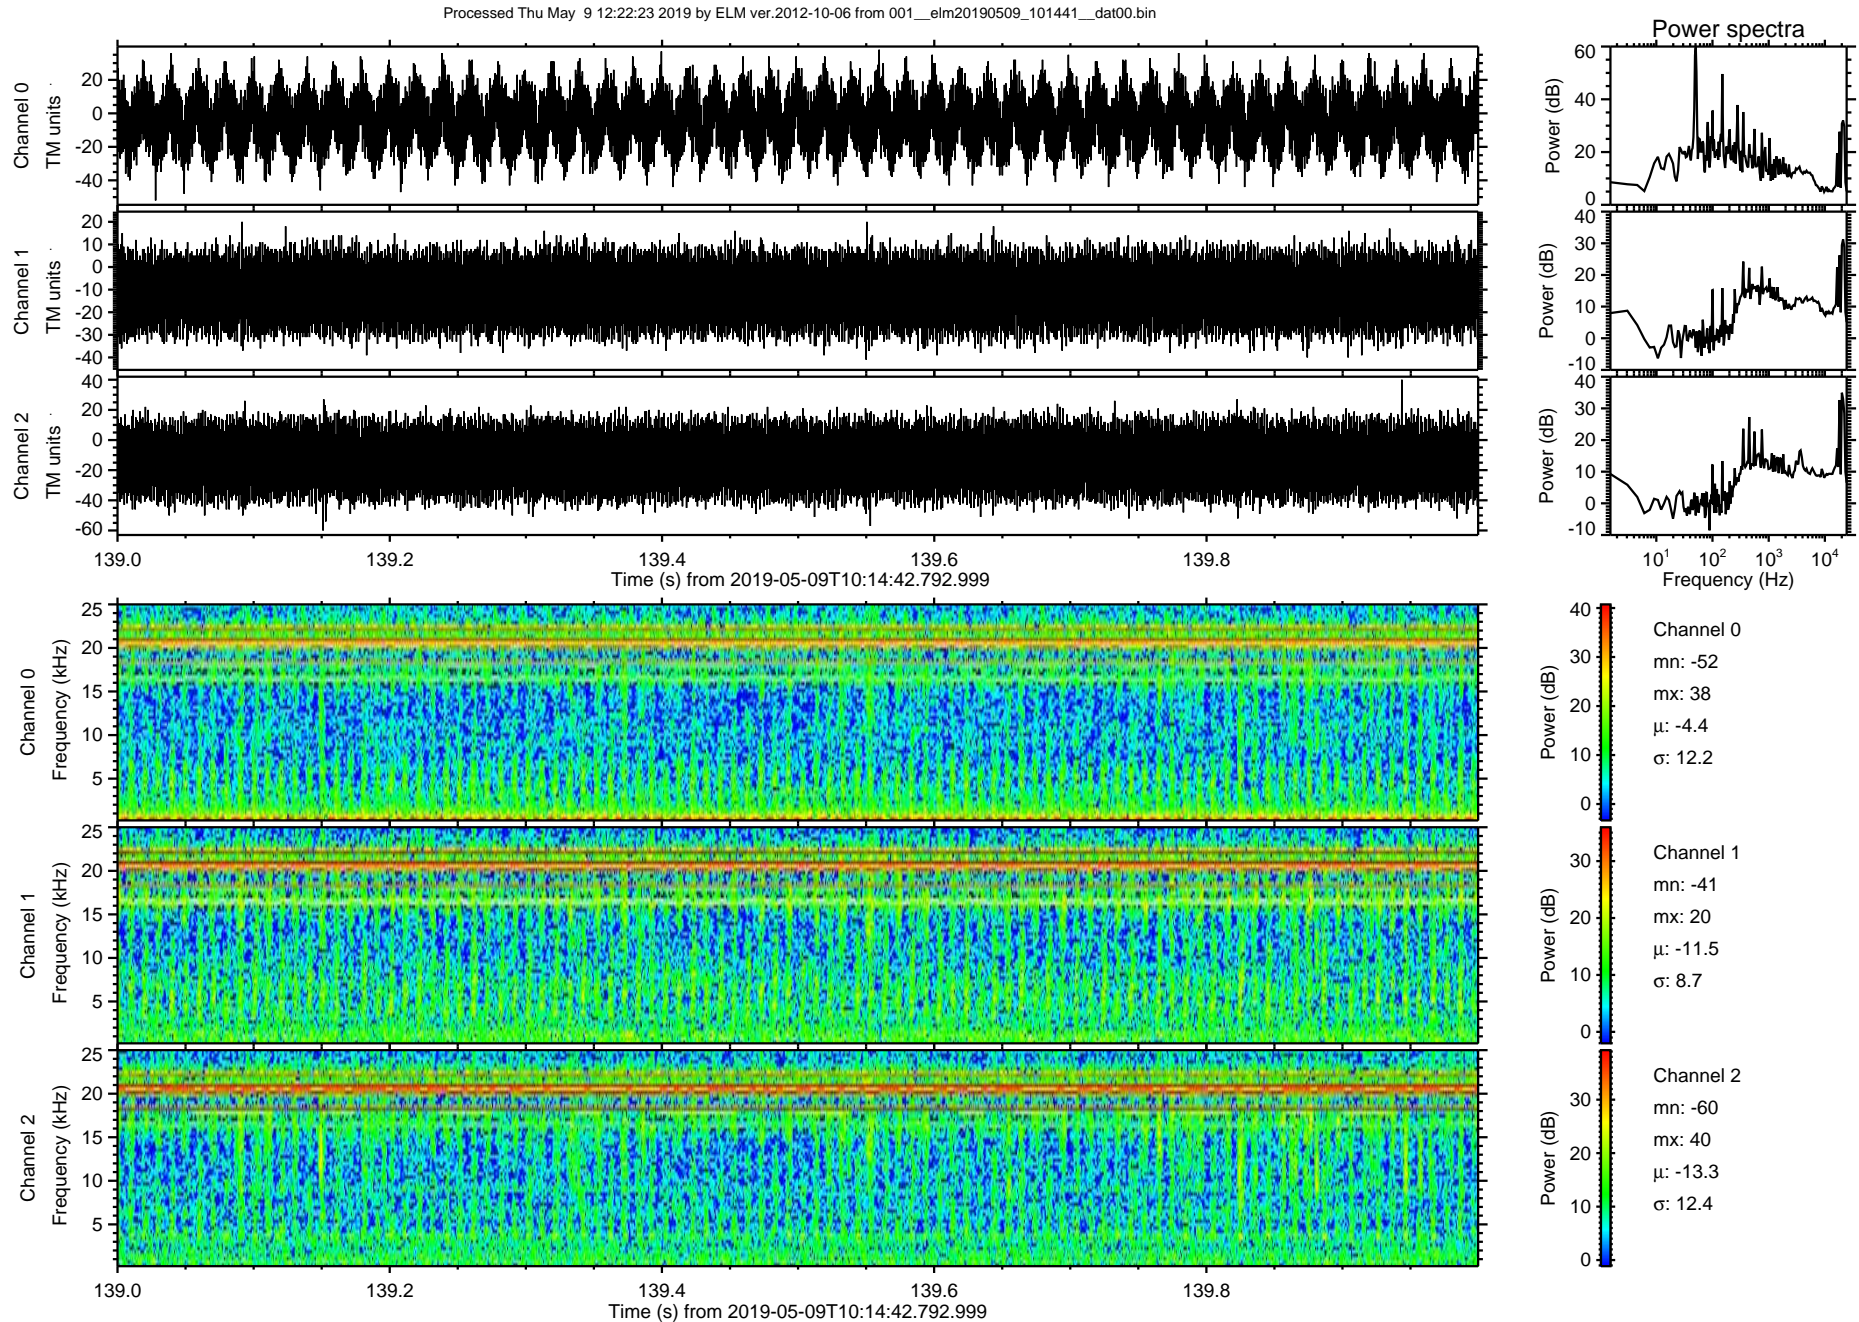 Processed Thu May  9 12:22:23 2019 by ELM ver.2012-10-06 from 001__elm20190509_101441__dat00.bin
Power spectra
Channel 0
TM units
20
0
-20
-40
Power (dB)
60
40
20
0
Channel 1
TM units
20
10
0
-10
-20
-30
-40
Power (dB)
40
30
20
10
0
-10
Channel 2
TM units
40
20
0
-20
-40
-60
Power (dB)
40
30
20
10
0
-10
139.0 139.2 139.4 139.6 139.8
Time (s) from 2019-05-09T10:14:42.792.999
10¹ 10² 10³ 10⁴
Frequency (Hz)
Channel 0
Frequency (kHz)
25
20
15
10
5
Power (dB)
40
30
20
10
0
Channel 0
mn: -52
mx: 38
μ: -4.4
σ: 12.2
Channel 1
Frequency (kHz)
25
20
15
10
5
Power (dB)
30
20
10
0
Channel 1
mn: -41
mx: 20
μ: -11.5
σ: 8.7
Channel 2
Frequency (kHz)
25
20
15
10
5
Power (dB)
30
20
10
0
Channel 2
mn: -60
mx: 40
μ: -13.3
σ: 12.4
139.0 139.2 139.4 139.6 139.8
Time (s) from 2019-05-09T10:14:42.792.999